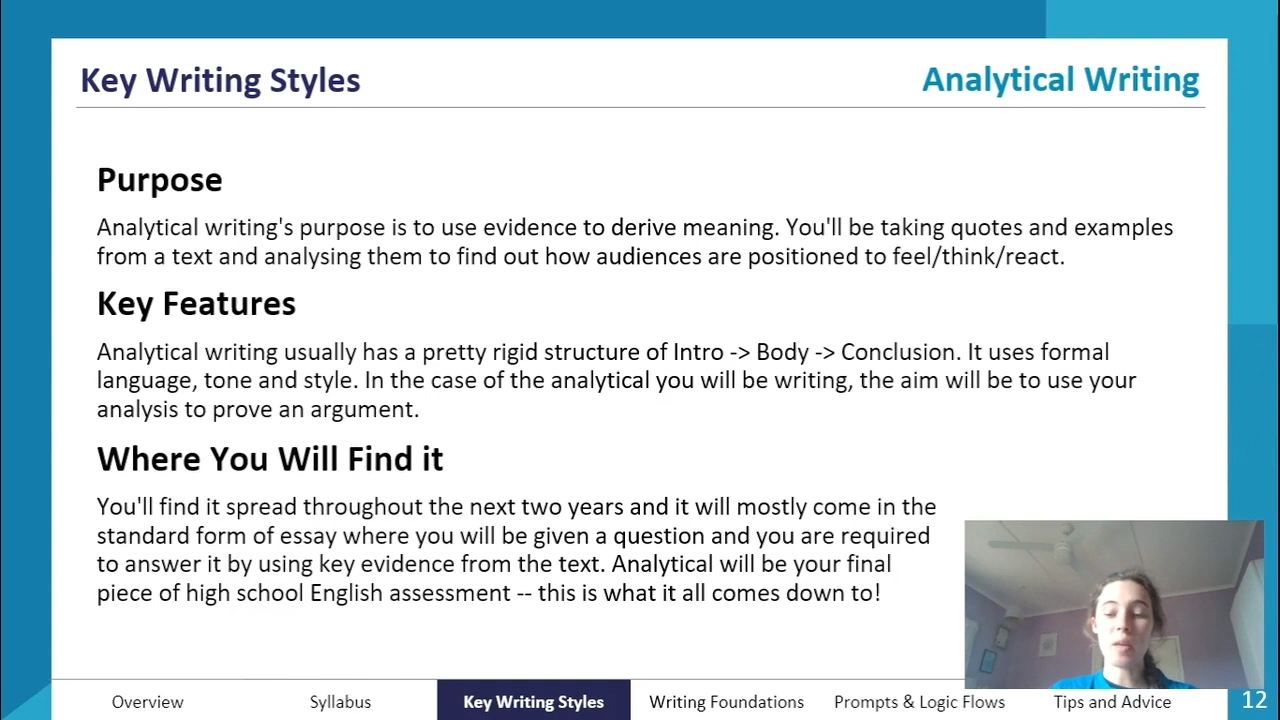 Key Writing Styles
Analytical Writing
Purpose
Analytical writing's purpose is to use evidence to derive meaning. You'll be taking quotes and examples
from a text and analysing them to find out how audiences are positioned to feel/think/react.
Key Features
Analytical writing usually has a pretty rigid structure of Intro -> Body -> Conclusion. It uses formal
language, tone and style. In the case of the analytical you will be writing, the aim will be to use your
analysis to prove an argument.
Where You Will Find it
You'll find it spread throughout the next two years and it will mostly come in the
standard form of essay where you will be given a question and you are required
to answer it by using key evidence from the text. Analytical will be your final
piece of high school English assessment -- this is what it all comes down to!
Overview
Syllabus
Key Writing Styles
Writing Foundations
Prompts & Logic Flows
Tips and Advice
12